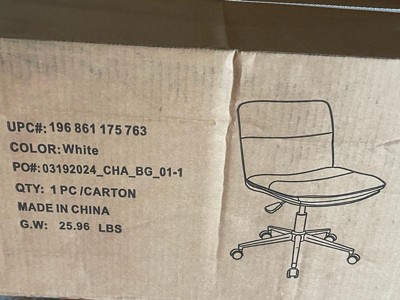 UPC#: 196 861 175 763
COLOR: White
PO#: 03192024_CHA_BG_01-1
QTY: 1 PC /CARTON
MADE IN CHINA
G.W: 25.96 LBS